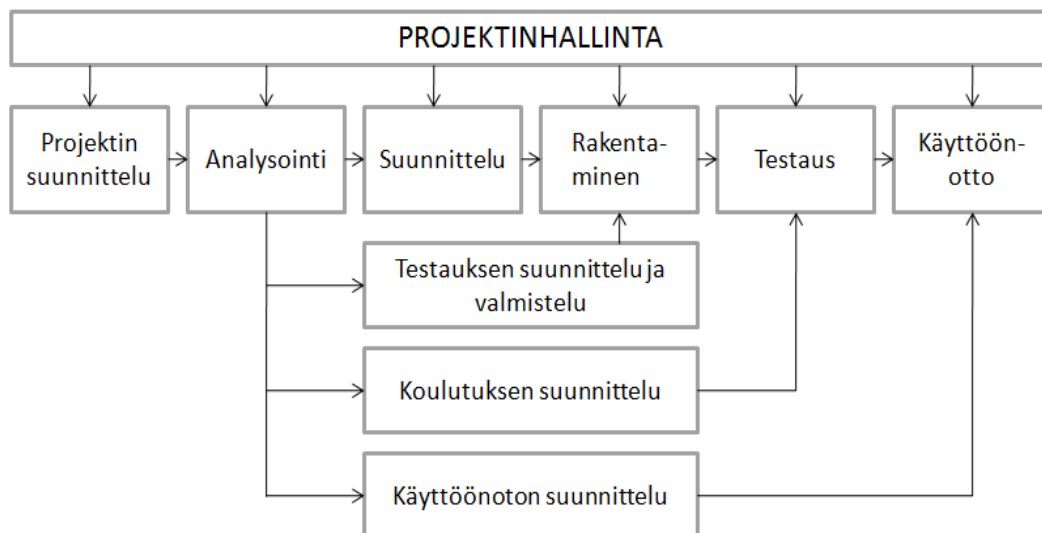 PROJEKTINHALLINTA
Projektin
suunnittelu
Analysointi
Suunnittelu
Rakenta-
minen
Testaus
Käyttöön-
otto
Testauksen suunnittelu ja
valmistelu
Koulutuksen suunnittelu
Käyttöönoton suunnittelu